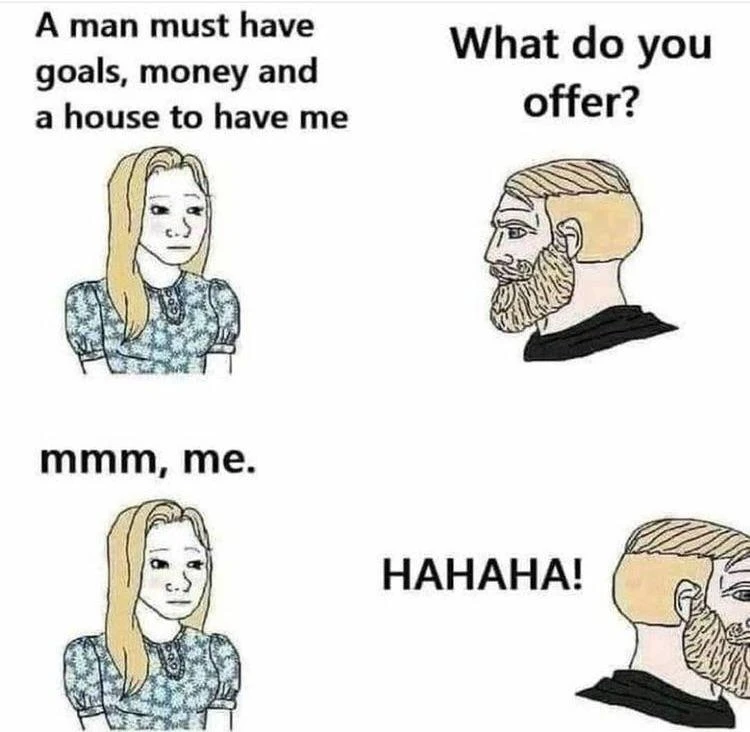 A man must have
goals, money and
a house to have me
What do you
offer?
mmm, me.
HAHAHA!